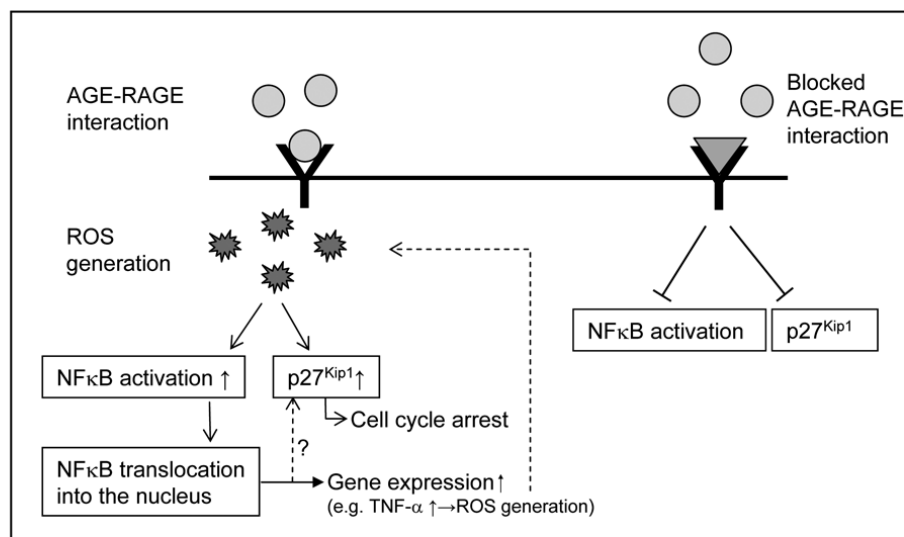 AGE-RAGE
interaction
Blocked
AGE-RAGE
interaction
ROS
generation
NFκB activation
p27Kip1
NFκB activation ↑
p27Kip1↑
Cell cycle arrest
?
NFκB translocation
into the nucleus
Gene expression↑
(e.g. TNF-α ↑→ROS generation)